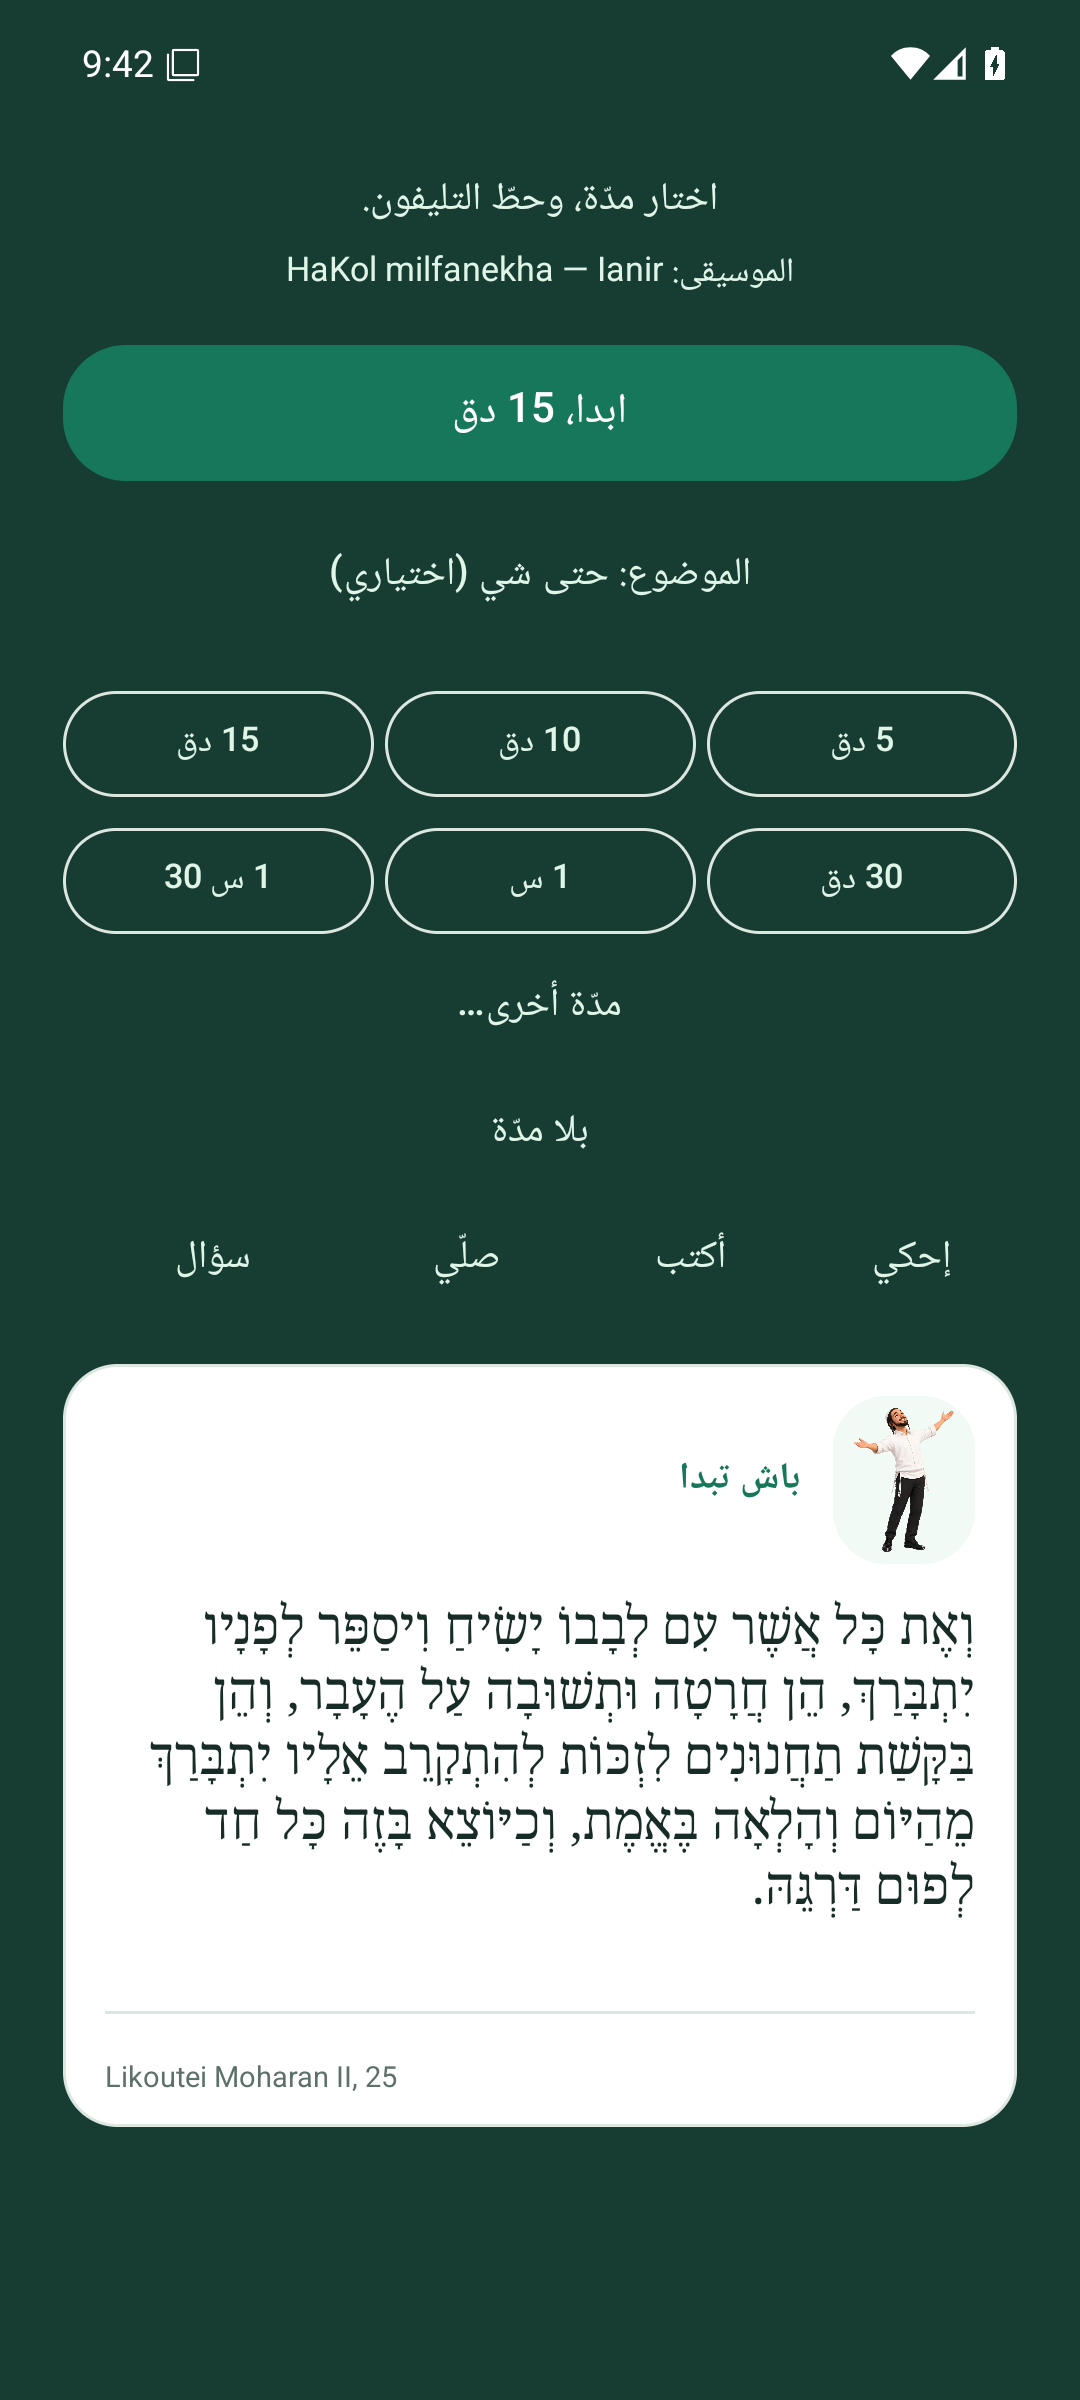 9:42
اختار مدّة، وحطّ التليفون.
الموسيقى: HaKol milfanekha — Ianir
ابدا، 15 دق
الموضوع: حتى شي (اختياري)
5 دق
10 دق
15 دق
30 دق
1 س
1 س 30
مدّة أخرى...
بلا مدّة
إحكي
أكتب
صلّي
سؤال
باش تبدا
וְאֶת כָּל אֲשֶׁר עִם לְבָבוֹ יָשִׂיחַ וִיסַפֵּר לְפָנָיו
יִתְבָּרַךְ, הֵן חֲרָטָה וּתְשׁוּבָה עַל הֶעָבָר, וְהֵן
בַּקָּשַׁת תַחֲנוּנִים לִזְכּוֹת לְהִתְקָרֵב אֵלָיו יִתְבָּרַךְ
מֵהַיּוֹם וְהָלְאָה בֶּאֱמֶת, וְכַיּוֹצֵא בָּזֶה כָּל חַד
לְפוּם דַּרְגֵּהּ.
Likoutei Moharan II, 25